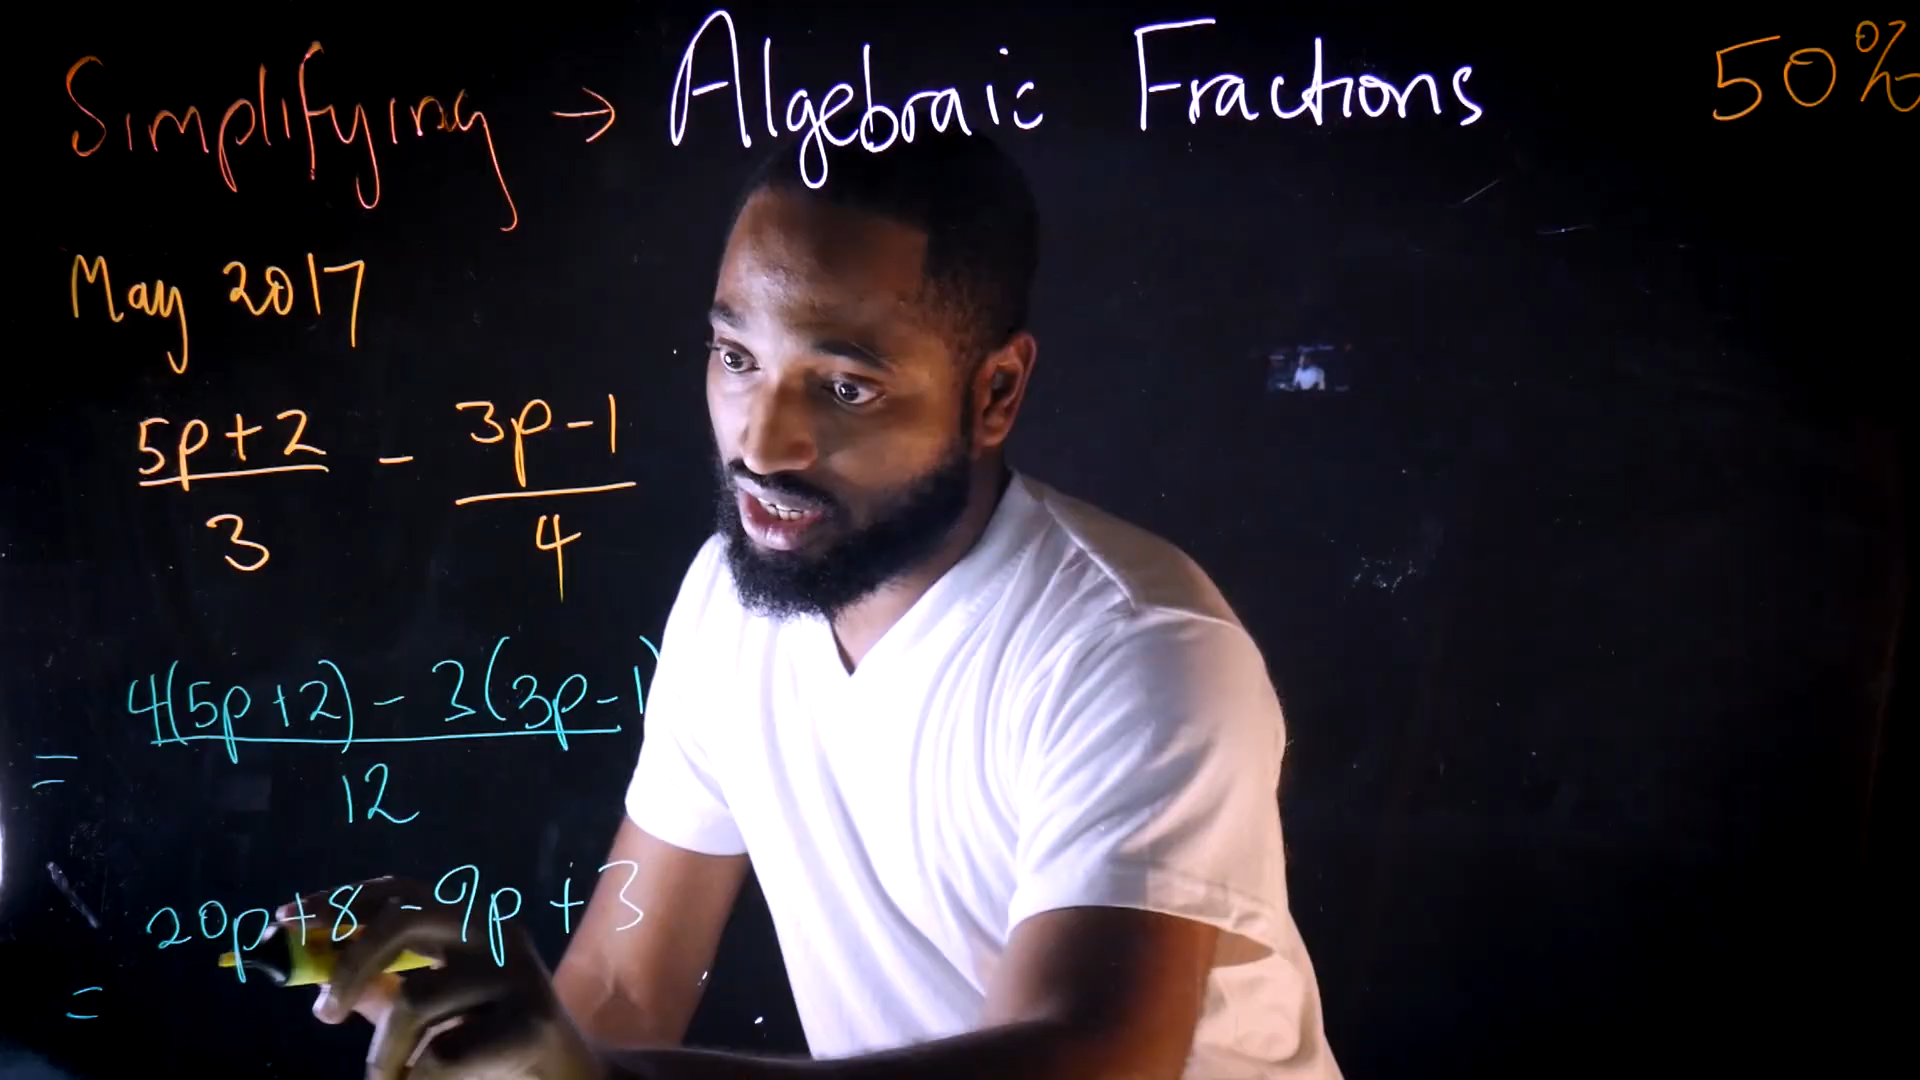 Simplifying → Algebraic Fractions 50%
May 2017
5p+2 - 3p-1
3 4
= 4(5p+2) - 3(3p-1)
12
20p+8 -9p+3
=